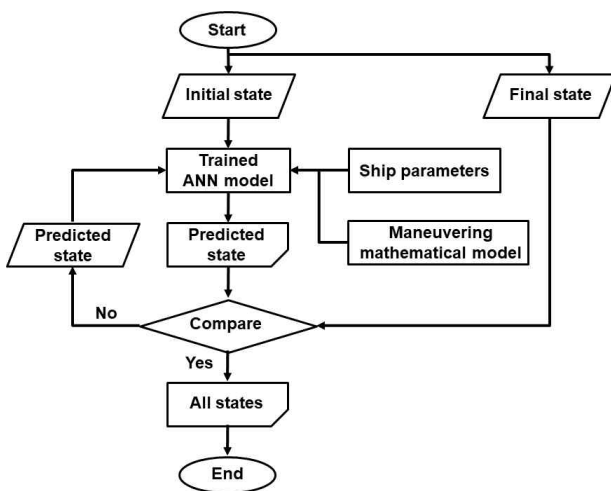 Start
Initial state
Final state
Trained
ANN model
Ship parameters
Predicted
state
Predicted
state
Maneuvering
mathematical model
No
Compare
Yes
All states
End